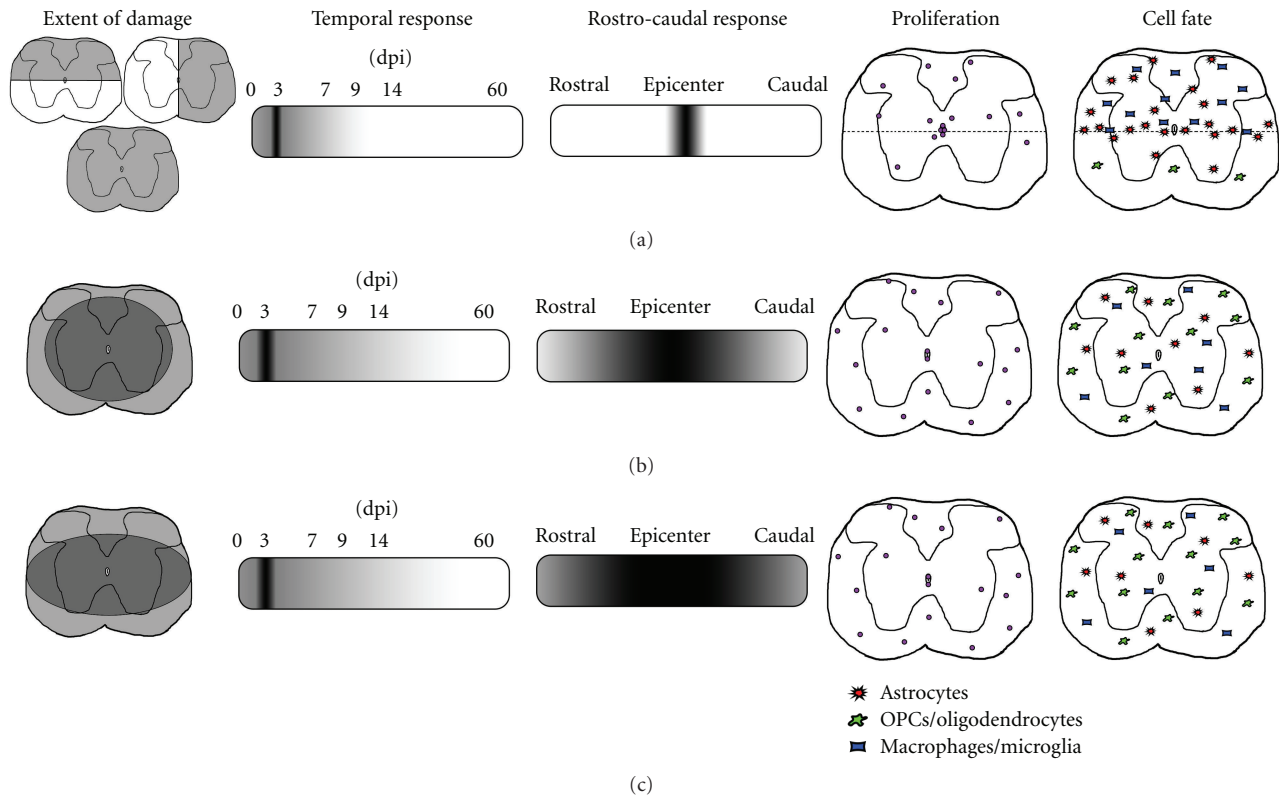 Extent of damage
Temporal response
Rostro-caudal response
Proliferation
Cell fate
(dpi)
0 3 7 9 14 60
Rostral Epicenter Caudal
(a)
(dpi)
0 3 7 9 14 60
Rostral Epicenter Caudal
(b)
(dpi)
0 3 7 9 14 60
Rostral Epicenter Caudal
Astrocytes
OPCs/oligodendrocytes
Macrophages/microglia
(c)